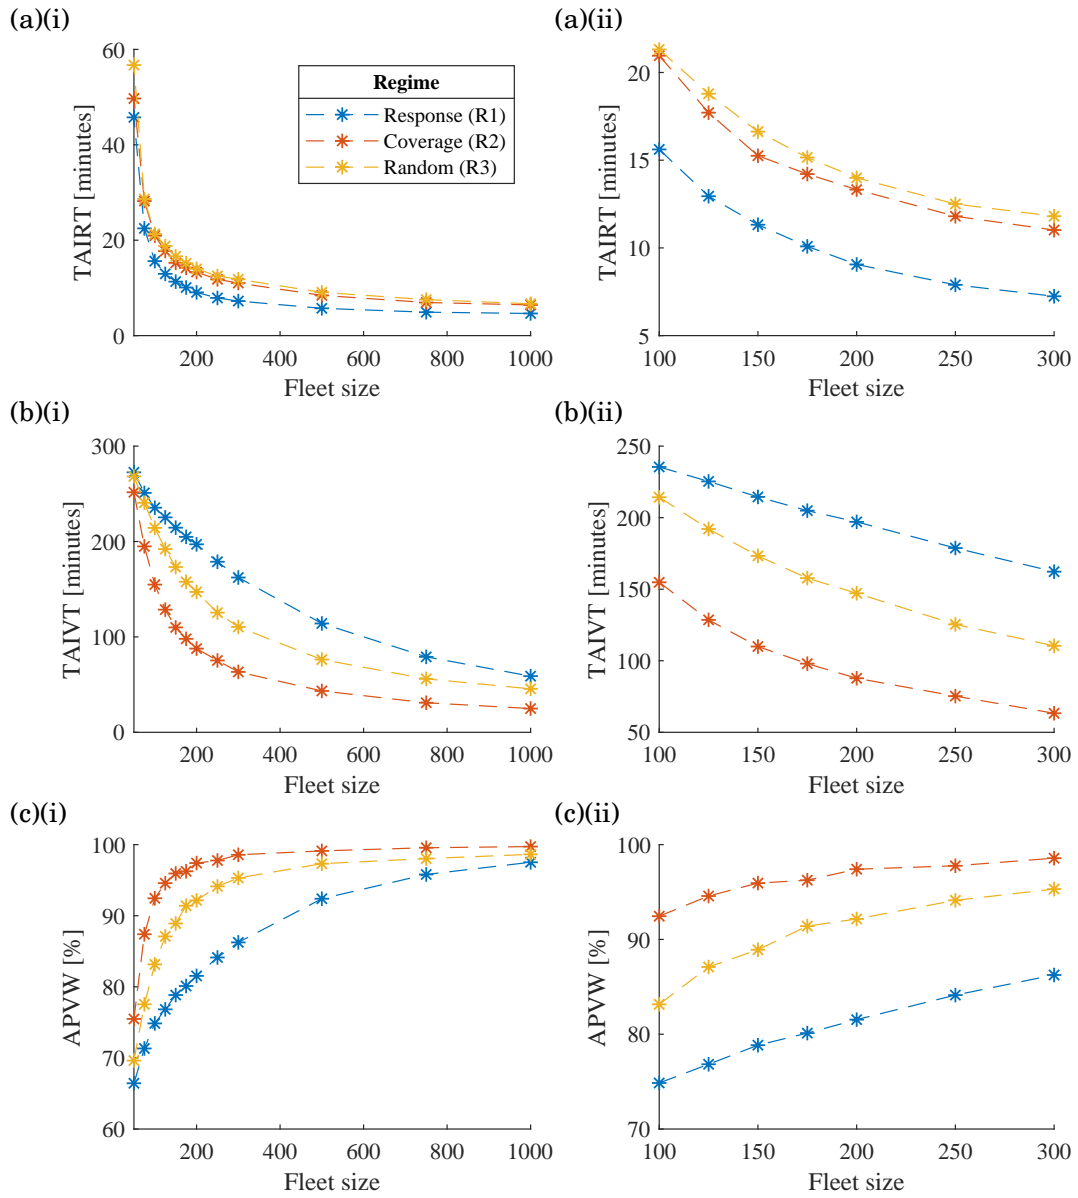 (a)(i)
TAIRT [minutes]
60
40
20
0
200 400 600 800 1000
Fleet size
Regime
Response (R1)
Coverage (R2)
Random (R3)
(a)(ii)
TAIRT [minutes]
20
15
10
5
100 150 200 250 300
Fleet size
(b)(i)
TAIVT [minutes]
300
200
100
0
200 400 600 800 1000
Fleet size
(b)(ii)
TAIVT [minutes]
250
200
150
100
50
100 150 200 250 300
Fleet size
(c)(i)
APVW [%]
100
90
80
70
60
200 400 600 800 1000
Fleet size
(c)(ii)
APVW [%]
100
90
80
70
100 150 200 250 300
Fleet size